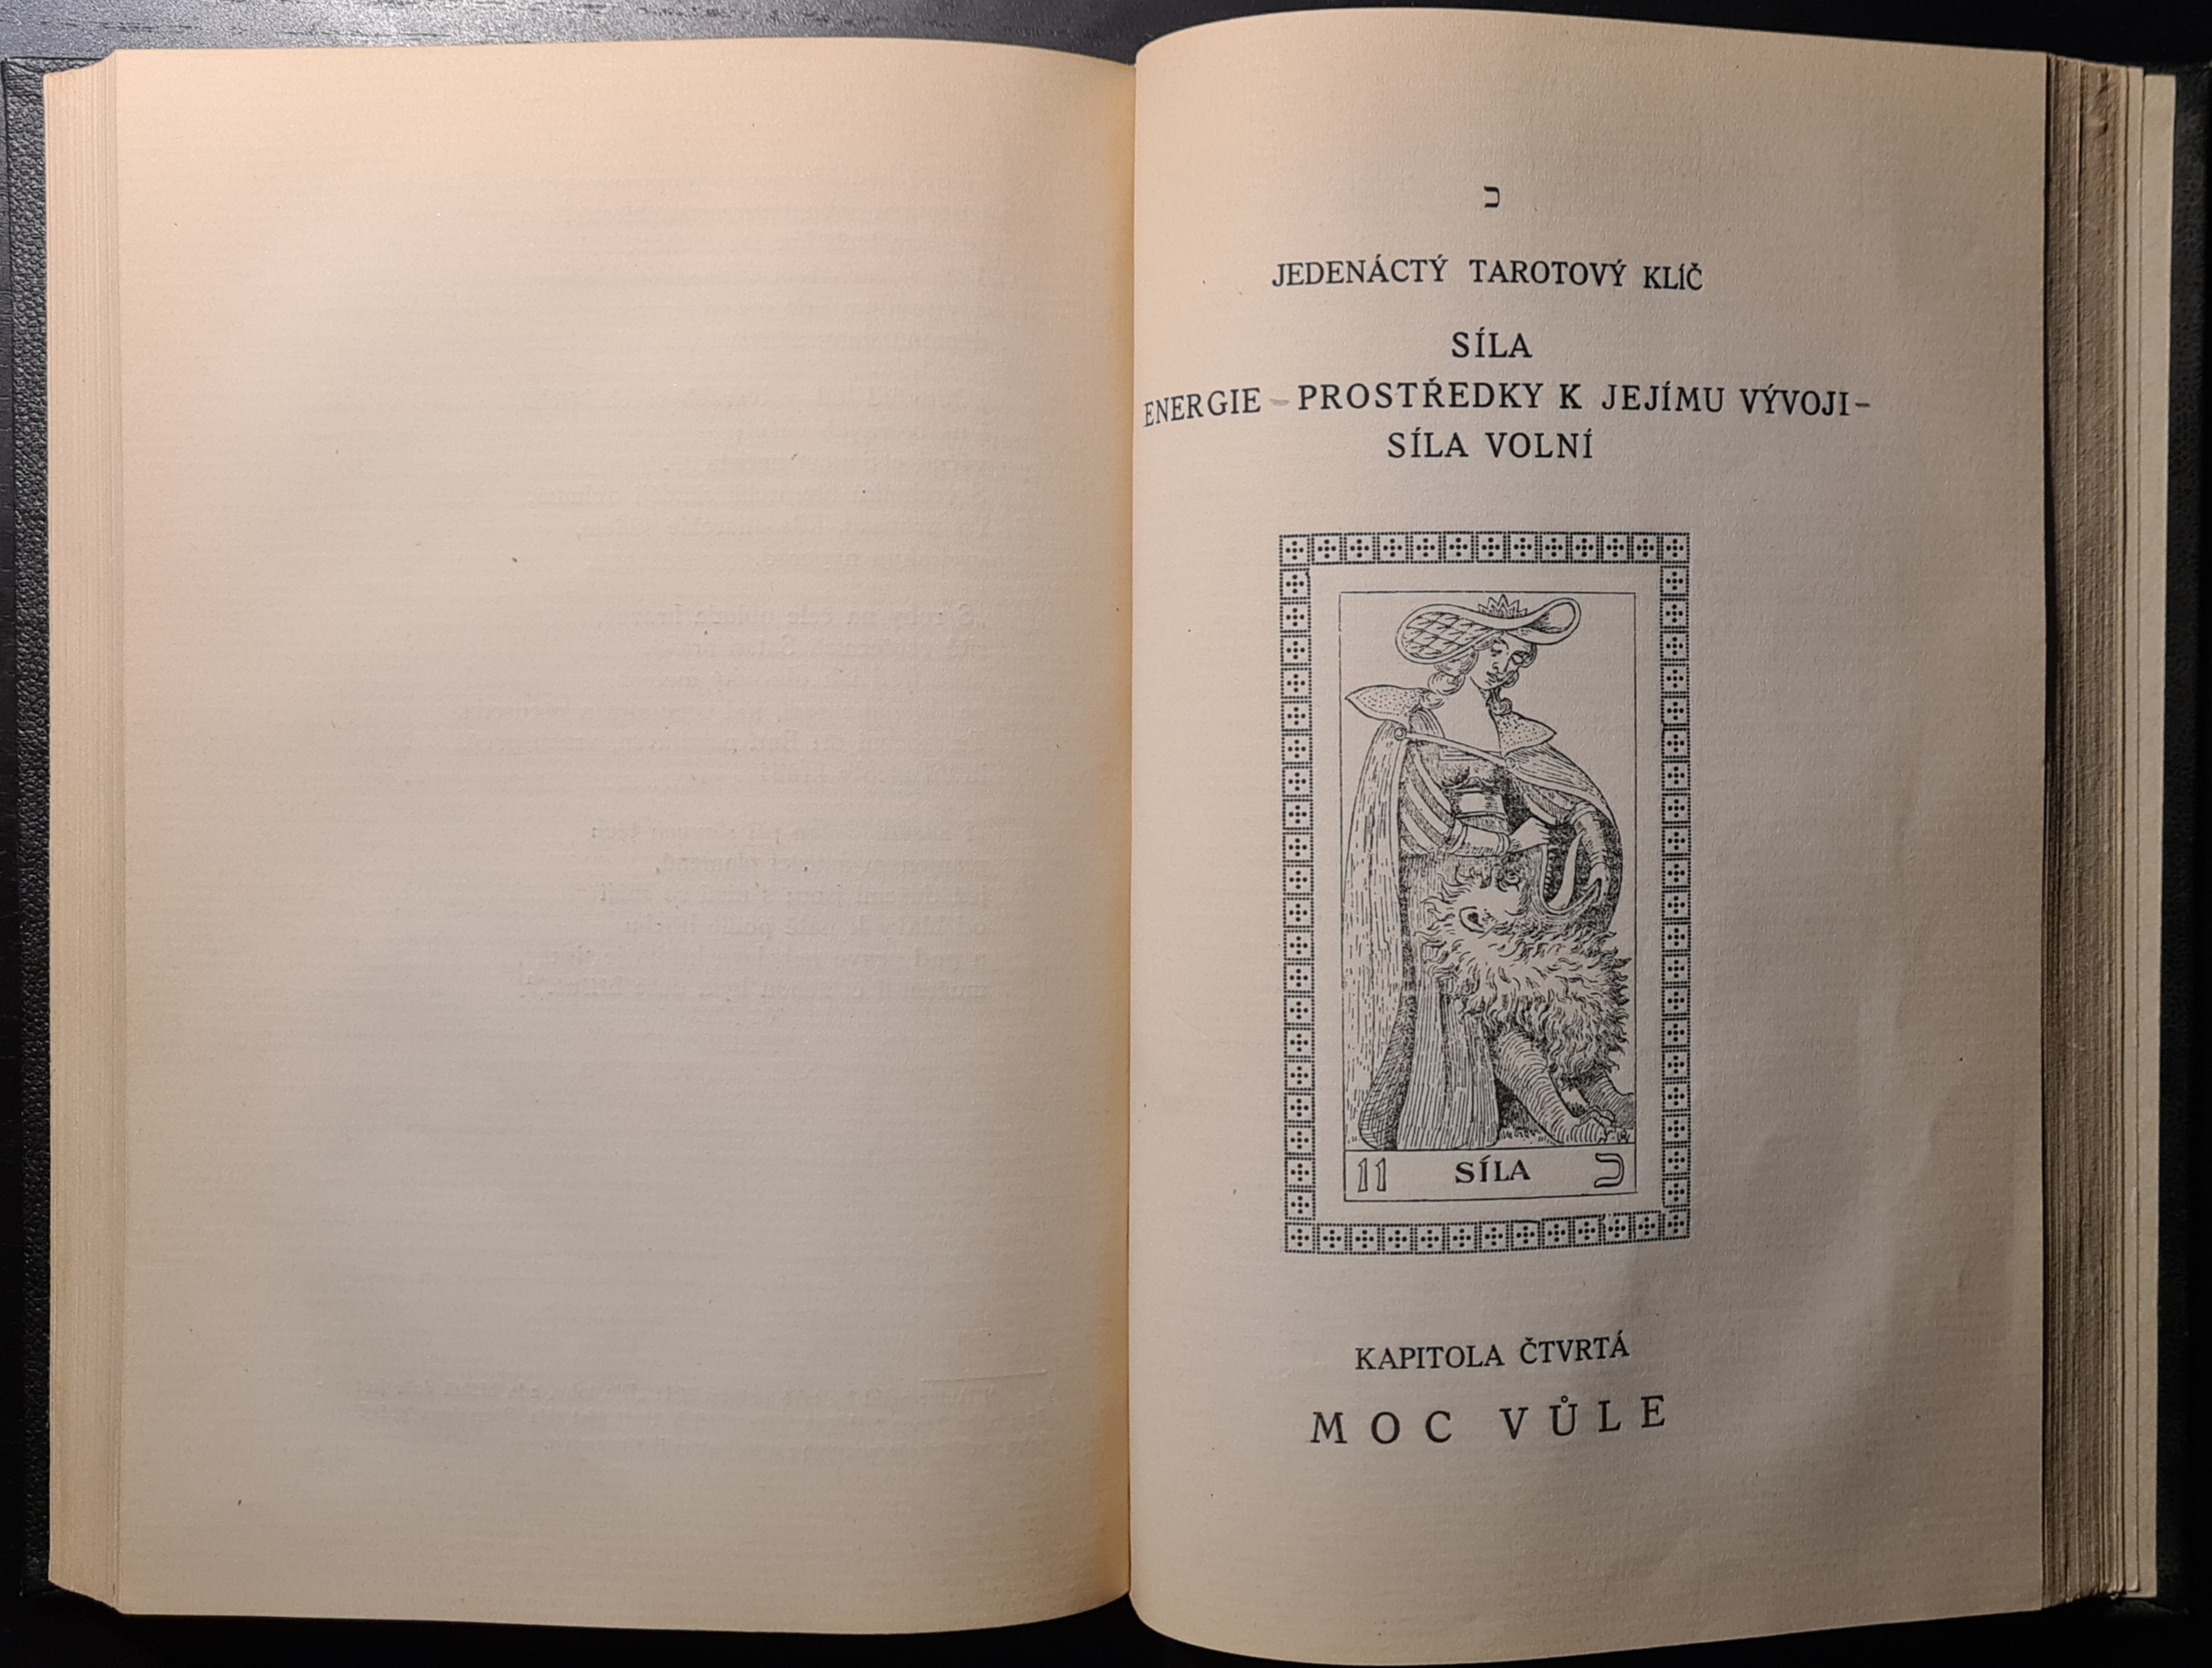 כ
JEDENÁCTÝ TAROTOVÝ KLÍČ
SÍLA
ENERGIE – PROSTŘEDKY K JEJÍMU VÝVOJI –
SÍLA VOLNÍ
11 SÍLA כ
KAPITOLA ČTVRTÁ
MOC VŮLE